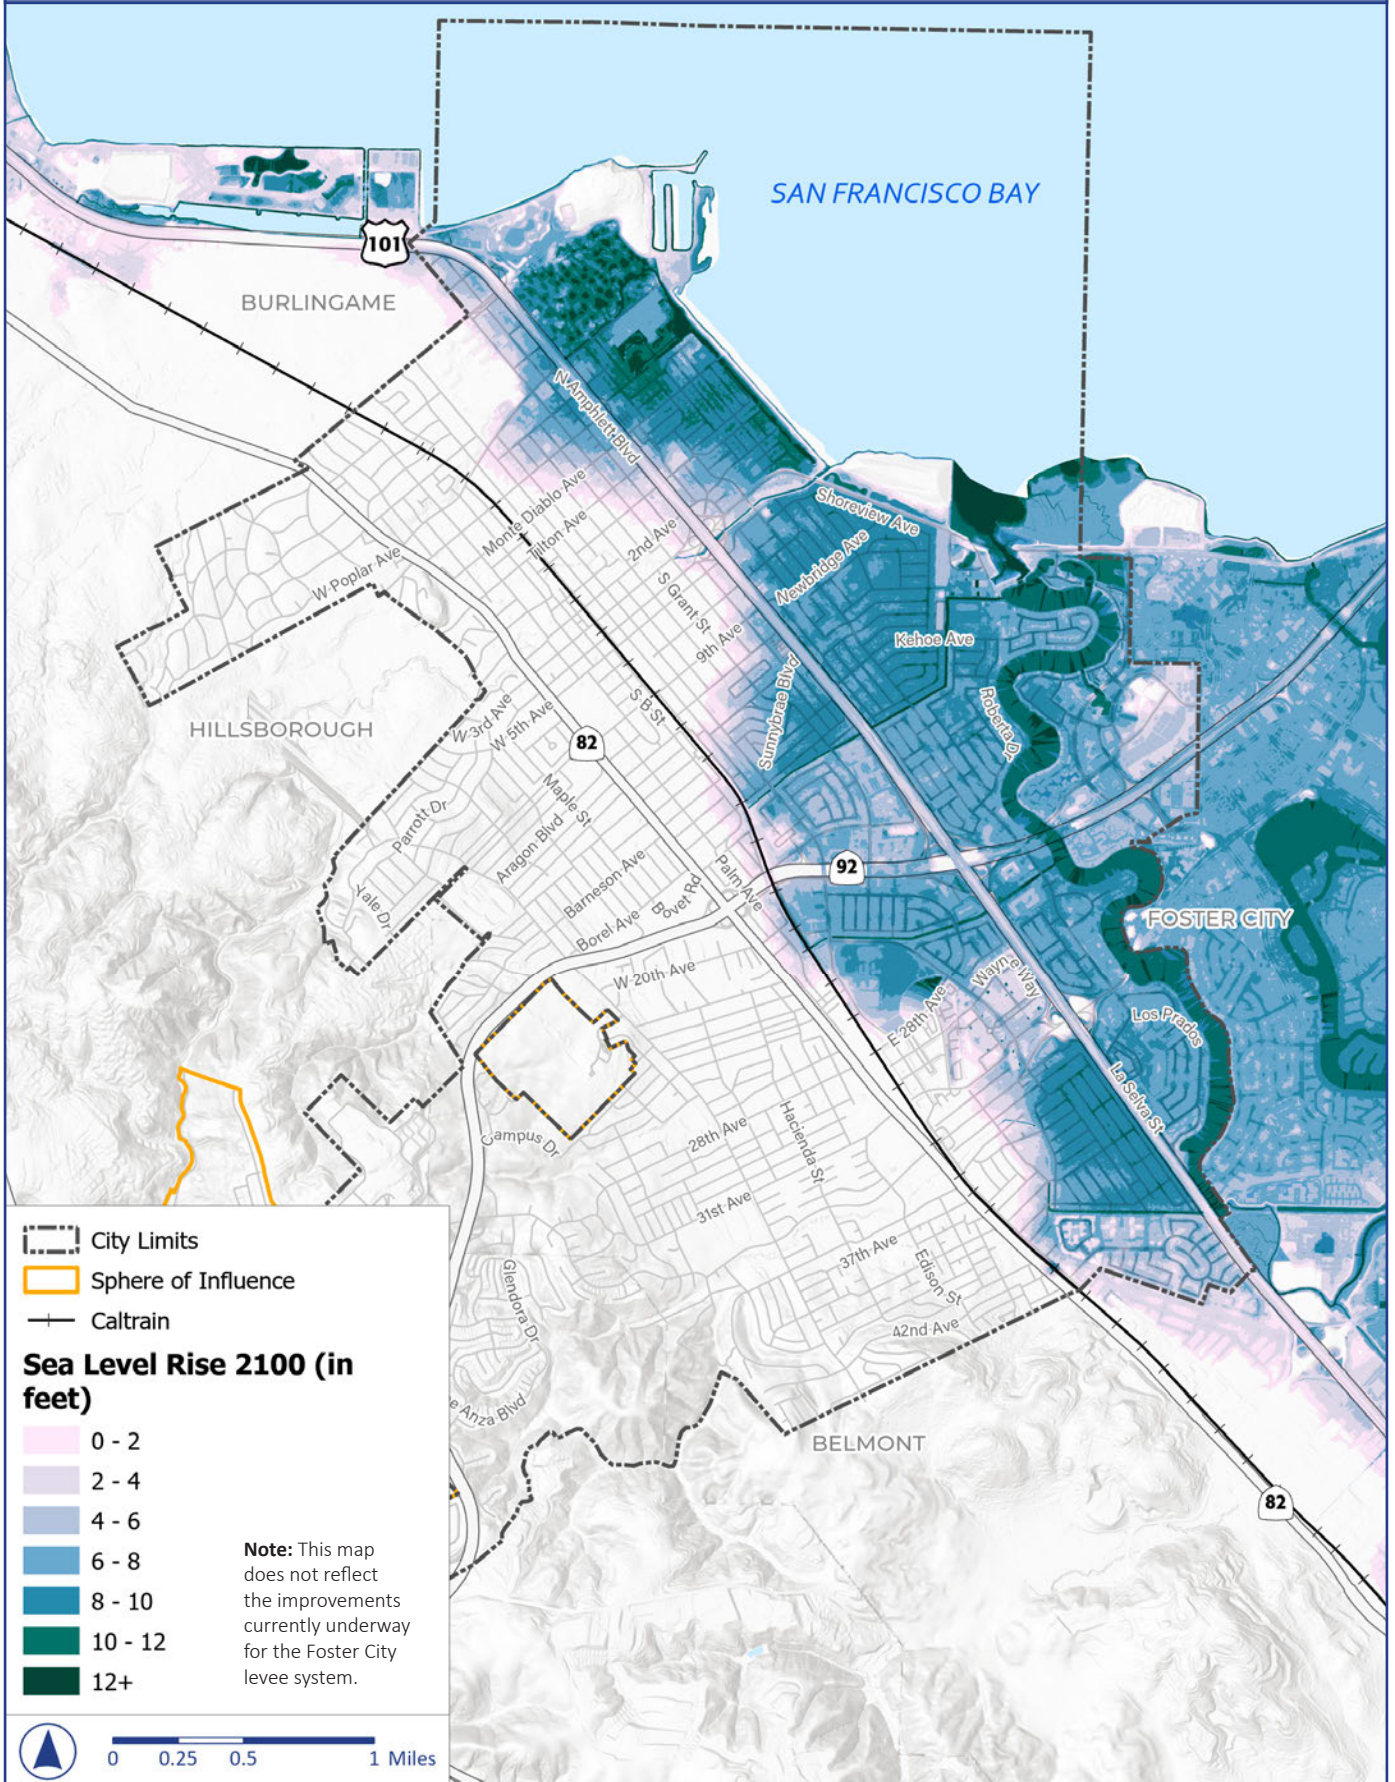 SAN FRANCISCO BAY
101
BURLINGAME
N Amphlett Blvd
Monte Diablo Ave
Tilton Ave
2nd Ave
Shoreview Ave
Newbridge Ave
W Poplar Ave
S Grant St
9th Ave
Kehoe Ave
Sunnybrae Blvd
Roberta Dr
HILLSBOROUGH
W 3rd Ave
W 5th Ave
S B St
82
Maple St
Parrott Dr
Aragon Blvd
Barneson Ave
Palm Ave
92
Yale Dr
Borel Ave
Bovet Rd
FOSTER CITY
W 20th Ave
Wayne Way
E 28th Ave
Los Prados
La Selva St
Campus Dr
28th Ave
Hacienda St
31st Ave
37th Ave
Edison St
Glendora Dr
42nd Ave
e Anza Blvd
BELMONT
82
City Limits
Sphere of Influence
Caltrain
Sea Level Rise 2100 (in
feet)
0 - 2
2 - 4
4 - 6
6 - 8
8 - 10
10 - 12
12+
Note: This map
does not reflect
the improvements
currently underway
for the Foster City
levee system.
0 0.25 0.5 1 Miles